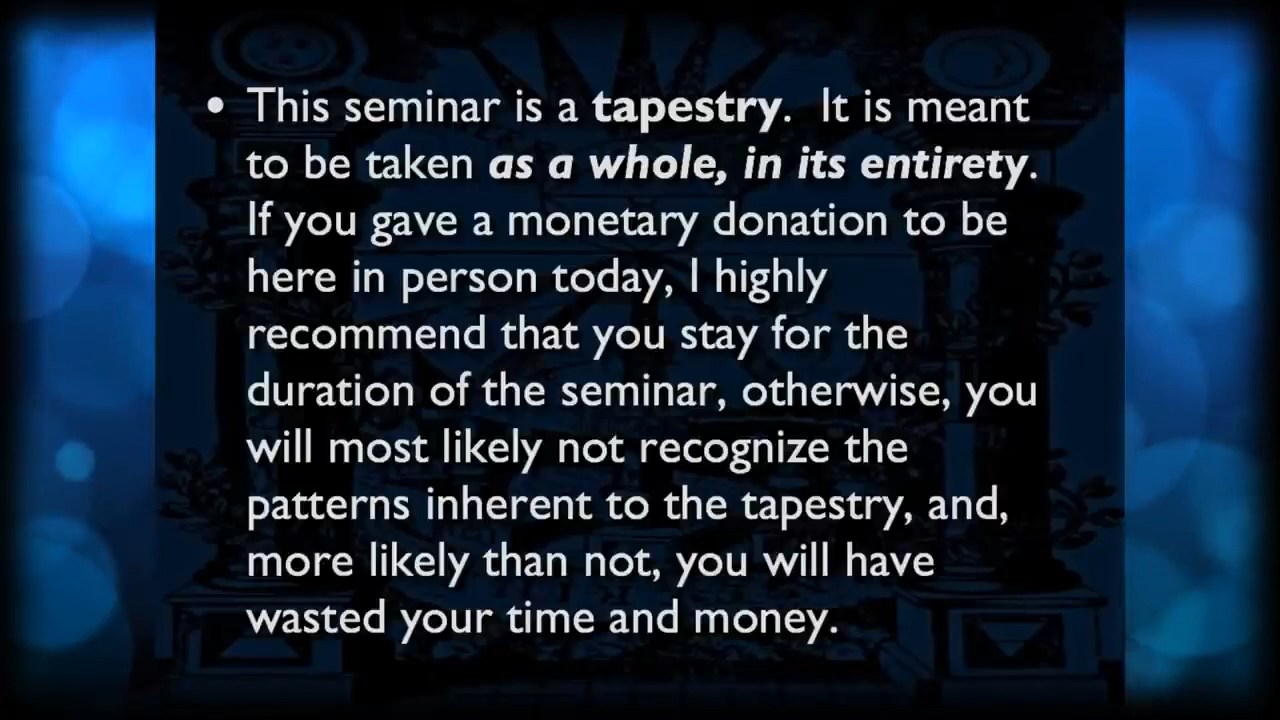 • This seminar is a tapestry.  It is meant
to be taken as a whole, in its entirety.
If you gave a monetary donation to be
here in person today, I highly
recommend that you stay for the
duration of the seminar, otherwise, you
will most likely not recognize the
patterns inherent to the tapestry, and,
more likely than not, you will have
wasted your time and money.